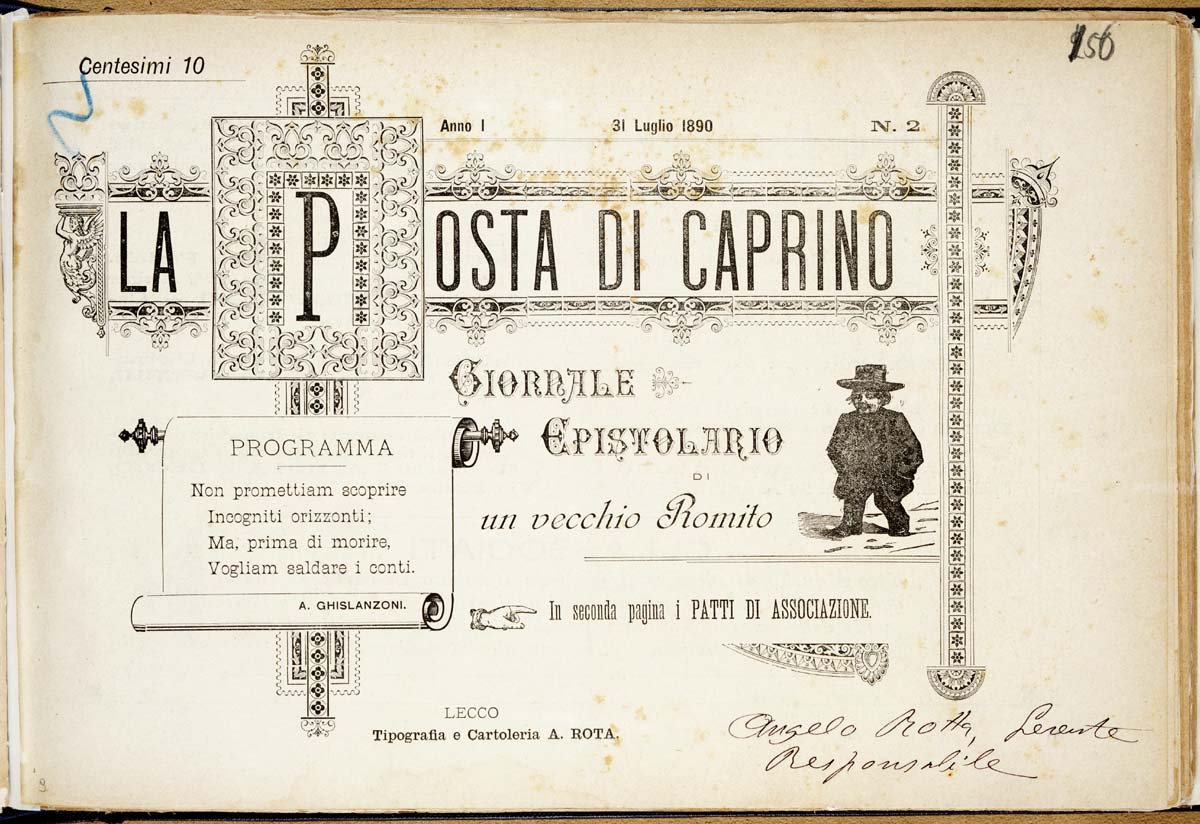 Centesimi 10
256
Anno I 31 Luglio 1890 N. 2
LA POSTA DI CAPRINO
GIORNALE
EPISTOLARIO
DI
un vecchio Romito
PROGRAMMA
Non promettiam scoprire
Incogniti orizzonti;
Ma, prima di morire,
Vogliam saldare i conti.
A. GHISLANZONI.
In seconda pagina i PATTI DI ASSOCIAZIONE.
LECCO
Tipografia e Cartoleria A. ROTA.
Angelo Rotta, Gerente
Responsabile